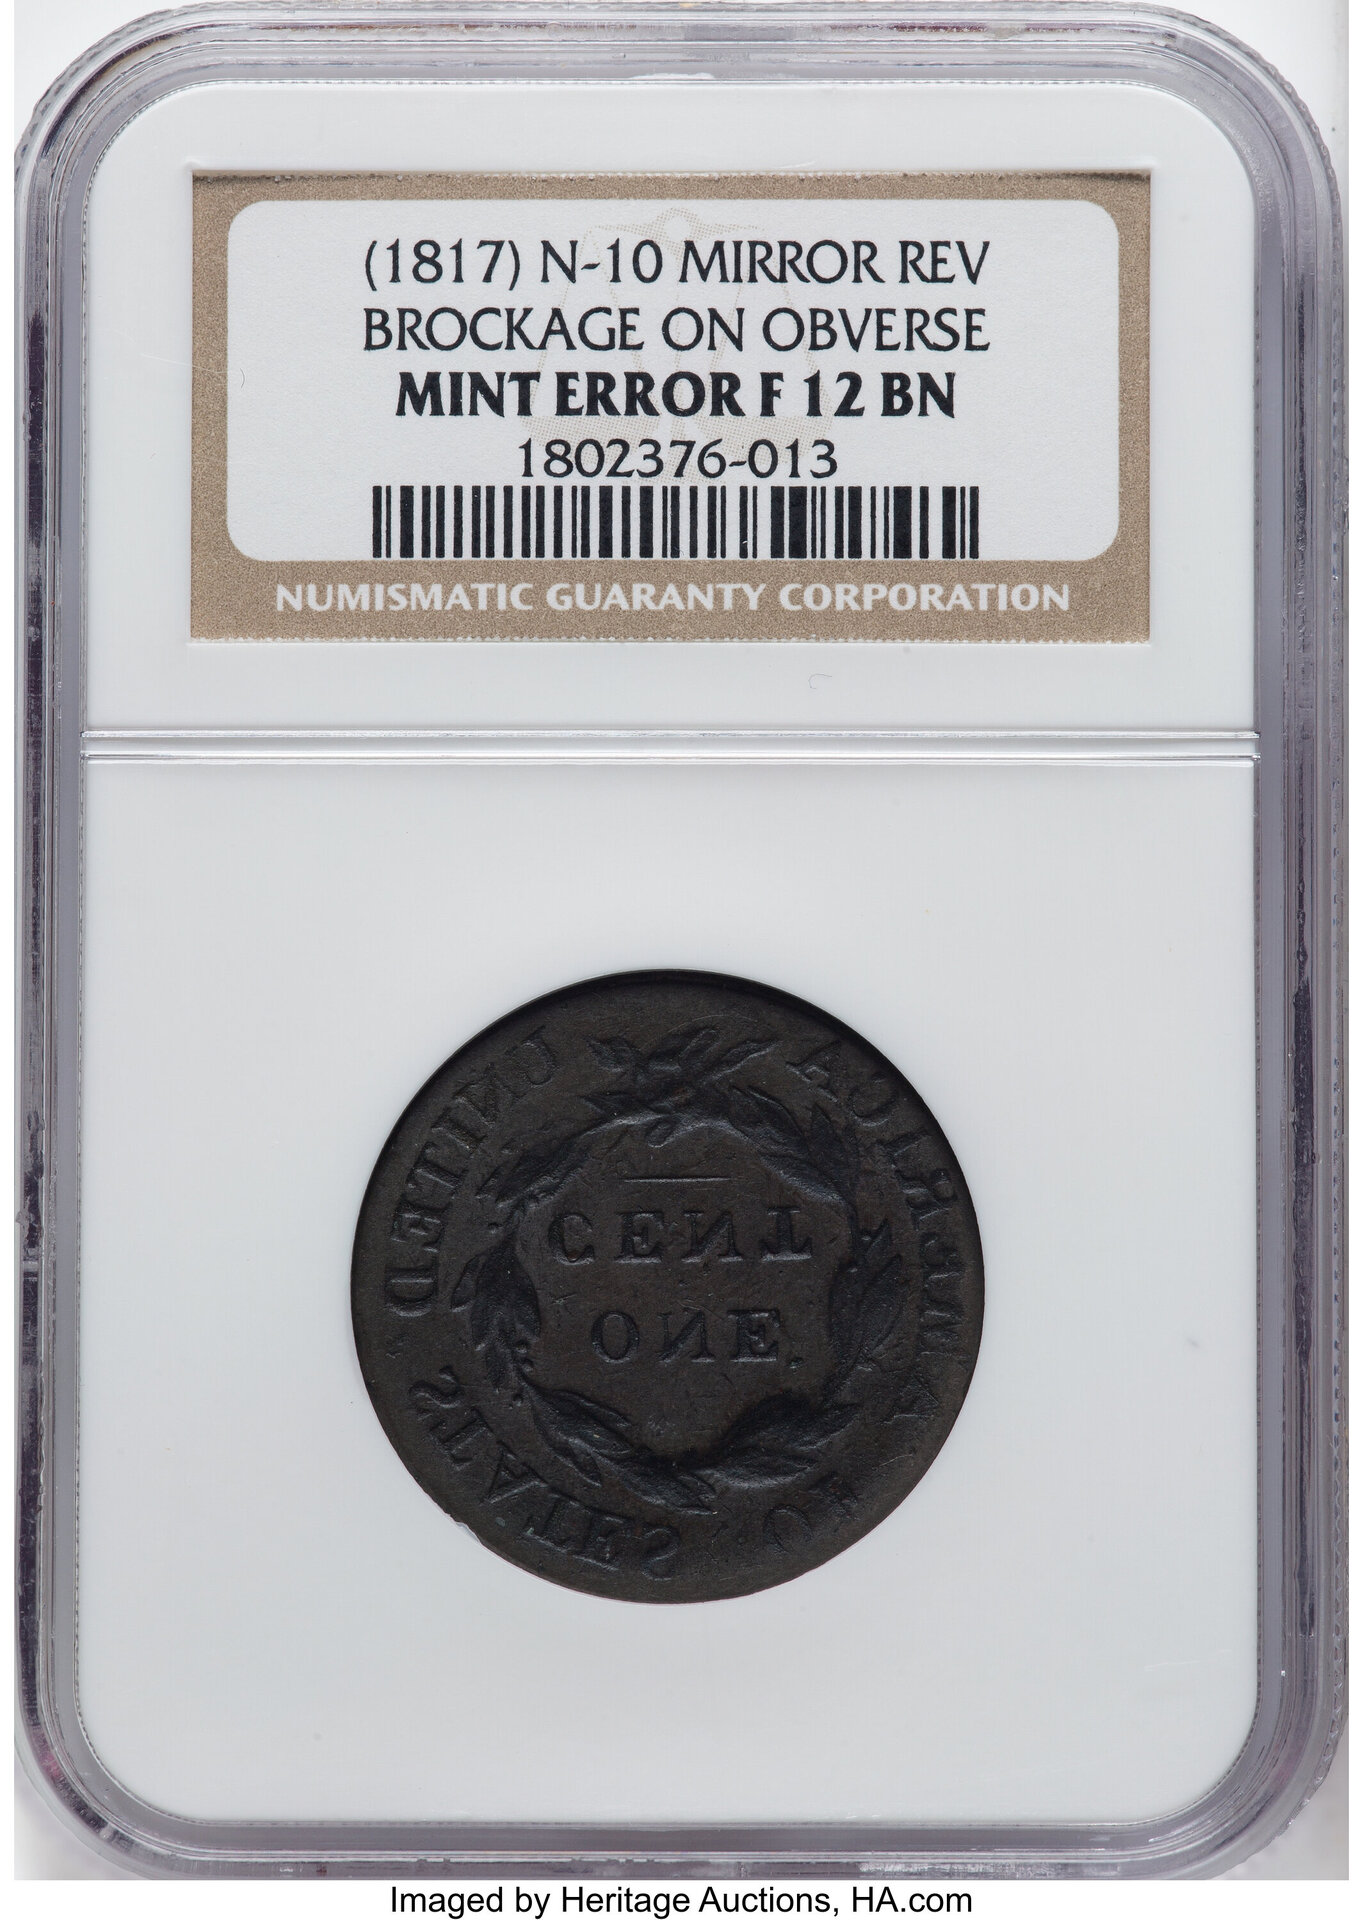 (1817) N-10 MIRROR REV
BROCKAGE ON OBVERSE
MINT ERROR F 12 BN
1802376-013
NUMISMATIC GUARANTY CORPORATION
UNITED STATES OF AMERICA
CENT
ONE
Imaged by Heritage Auctions, HA.com